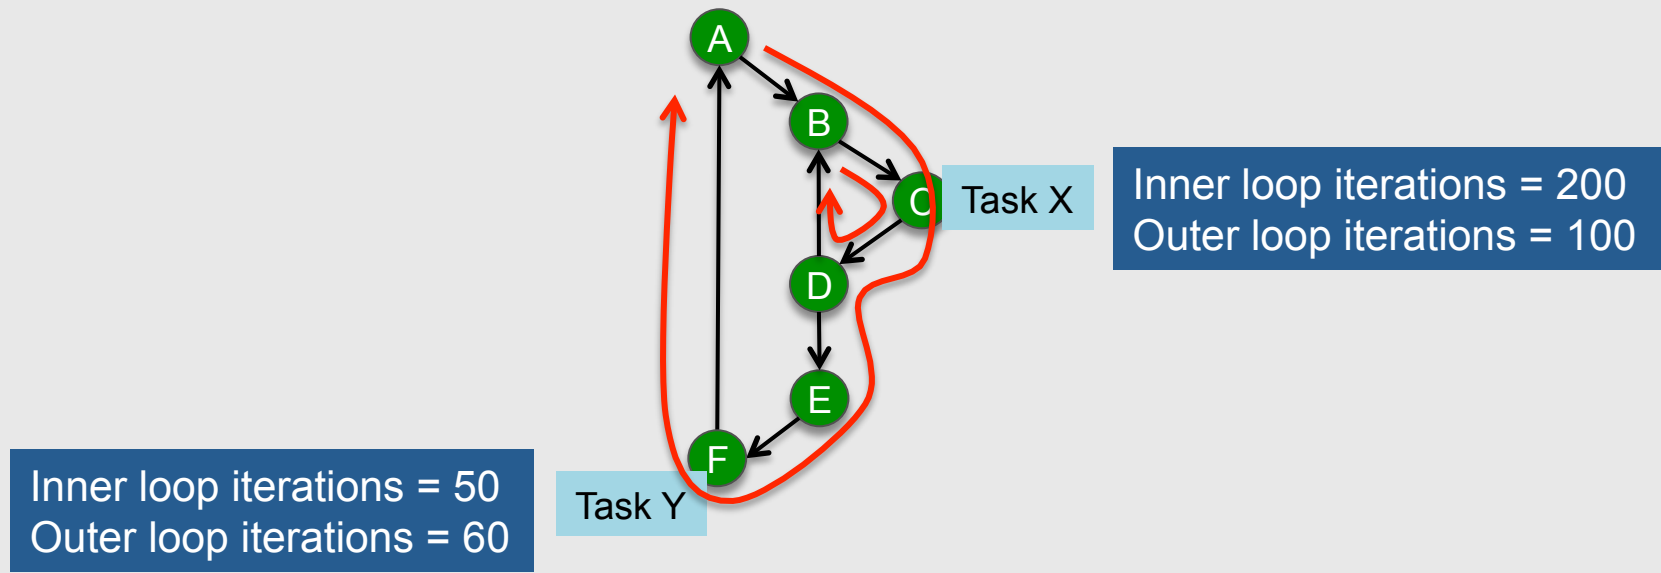 A
B
C
Task X
Inner loop iterations = 200
Outer loop iterations = 100
D
E
F
Task Y
Inner loop iterations = 50
Outer loop iterations = 60